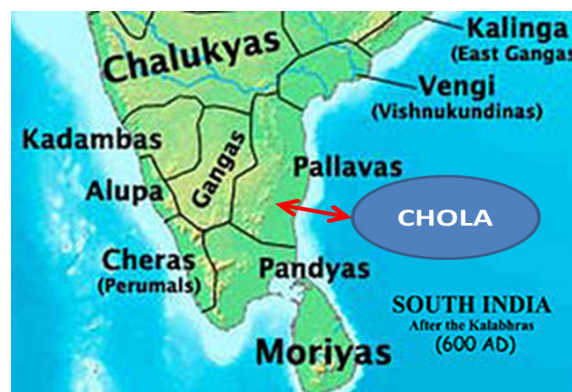 Kalinga
(East Gangas)
Chalukyas
Vengi
(Vishnukundinas)
Kadambas
Gangas
Pallavas
Alupa
CHOLA
Cheras
(Perumals)
Pandyas
SOUTH INDIA
After the Kalabhras
(600 AD)
Moriyas